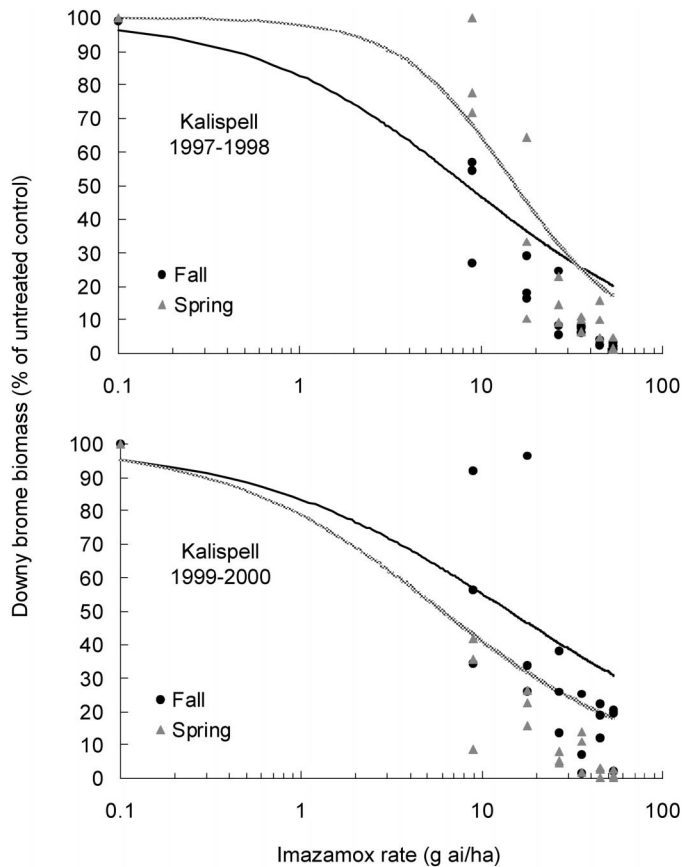 Downy brome biomass (% of untreated control)
100
90
80
70
60
50
40
30
20
10
0
Kalispell
1997-1998
Fall
Spring
0.1 1 10 100
100
90
80
70
60
50
40
30
20
10
0
Kalispell
1999-2000
Fall
Spring
0.1 1 10 100
Imazamox rate (g ai/ha)